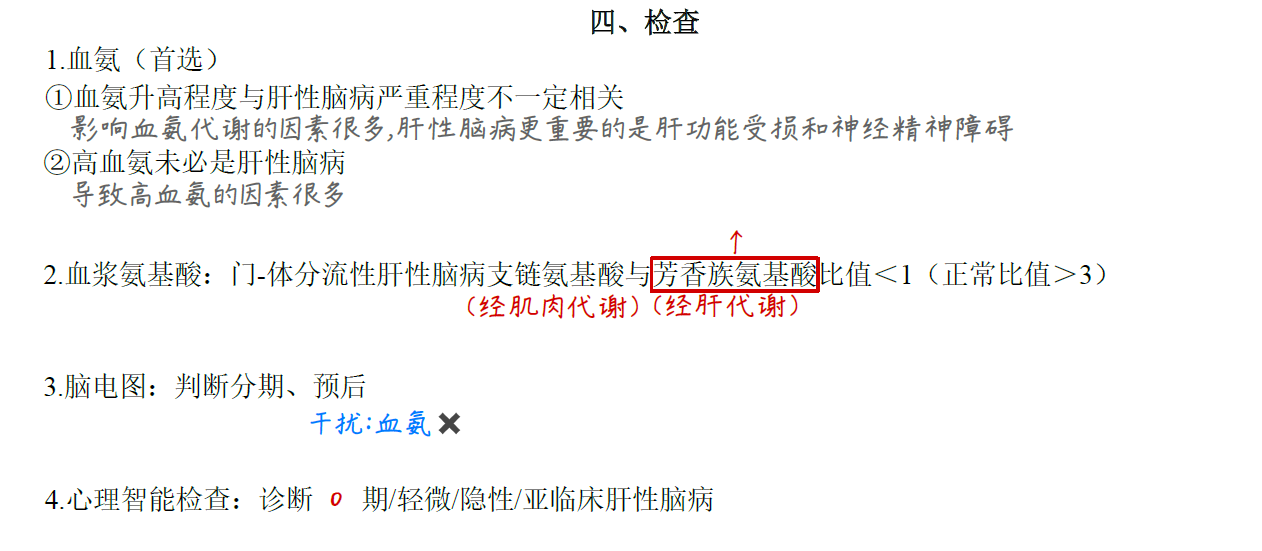 四、检查
1.血氨（首选）
①血氨升高程度与肝性脑病严重程度不一定相关
影响血氨代谢的因素很多,肝性脑病更重要的是肝功能受损和神经精神障碍
②高血氨未必是肝性脑病
导致高血氨的因素很多
↑
2.血浆氨基酸：门-体分流性肝性脑病支链氨基酸与芳香族氨基酸比值＜1（正常比值＞3）
(经肌肉代谢) (经肝代谢)
3.脑电图：判断分期、预后
干扰:血氨✖
4.心理智能检查：诊断 0 期/轻微/隐性/亚临床肝性脑病